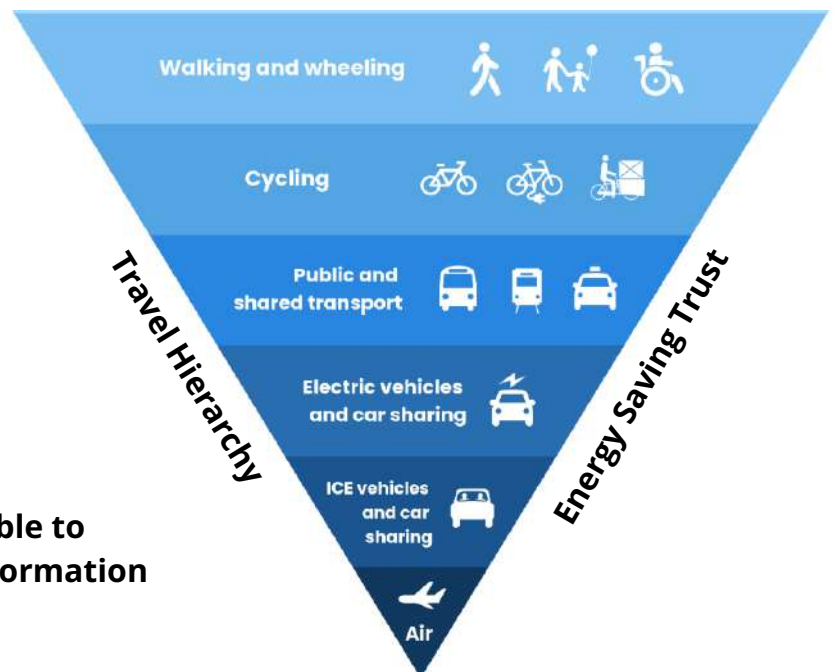 Walking and wheeling
Cycling
Public and
shared transport
Electric vehicles
and car sharing
ICE vehicles
and car
sharing
Air
Travel Hierarchy
Energy Saving Trust
ble to
ormation